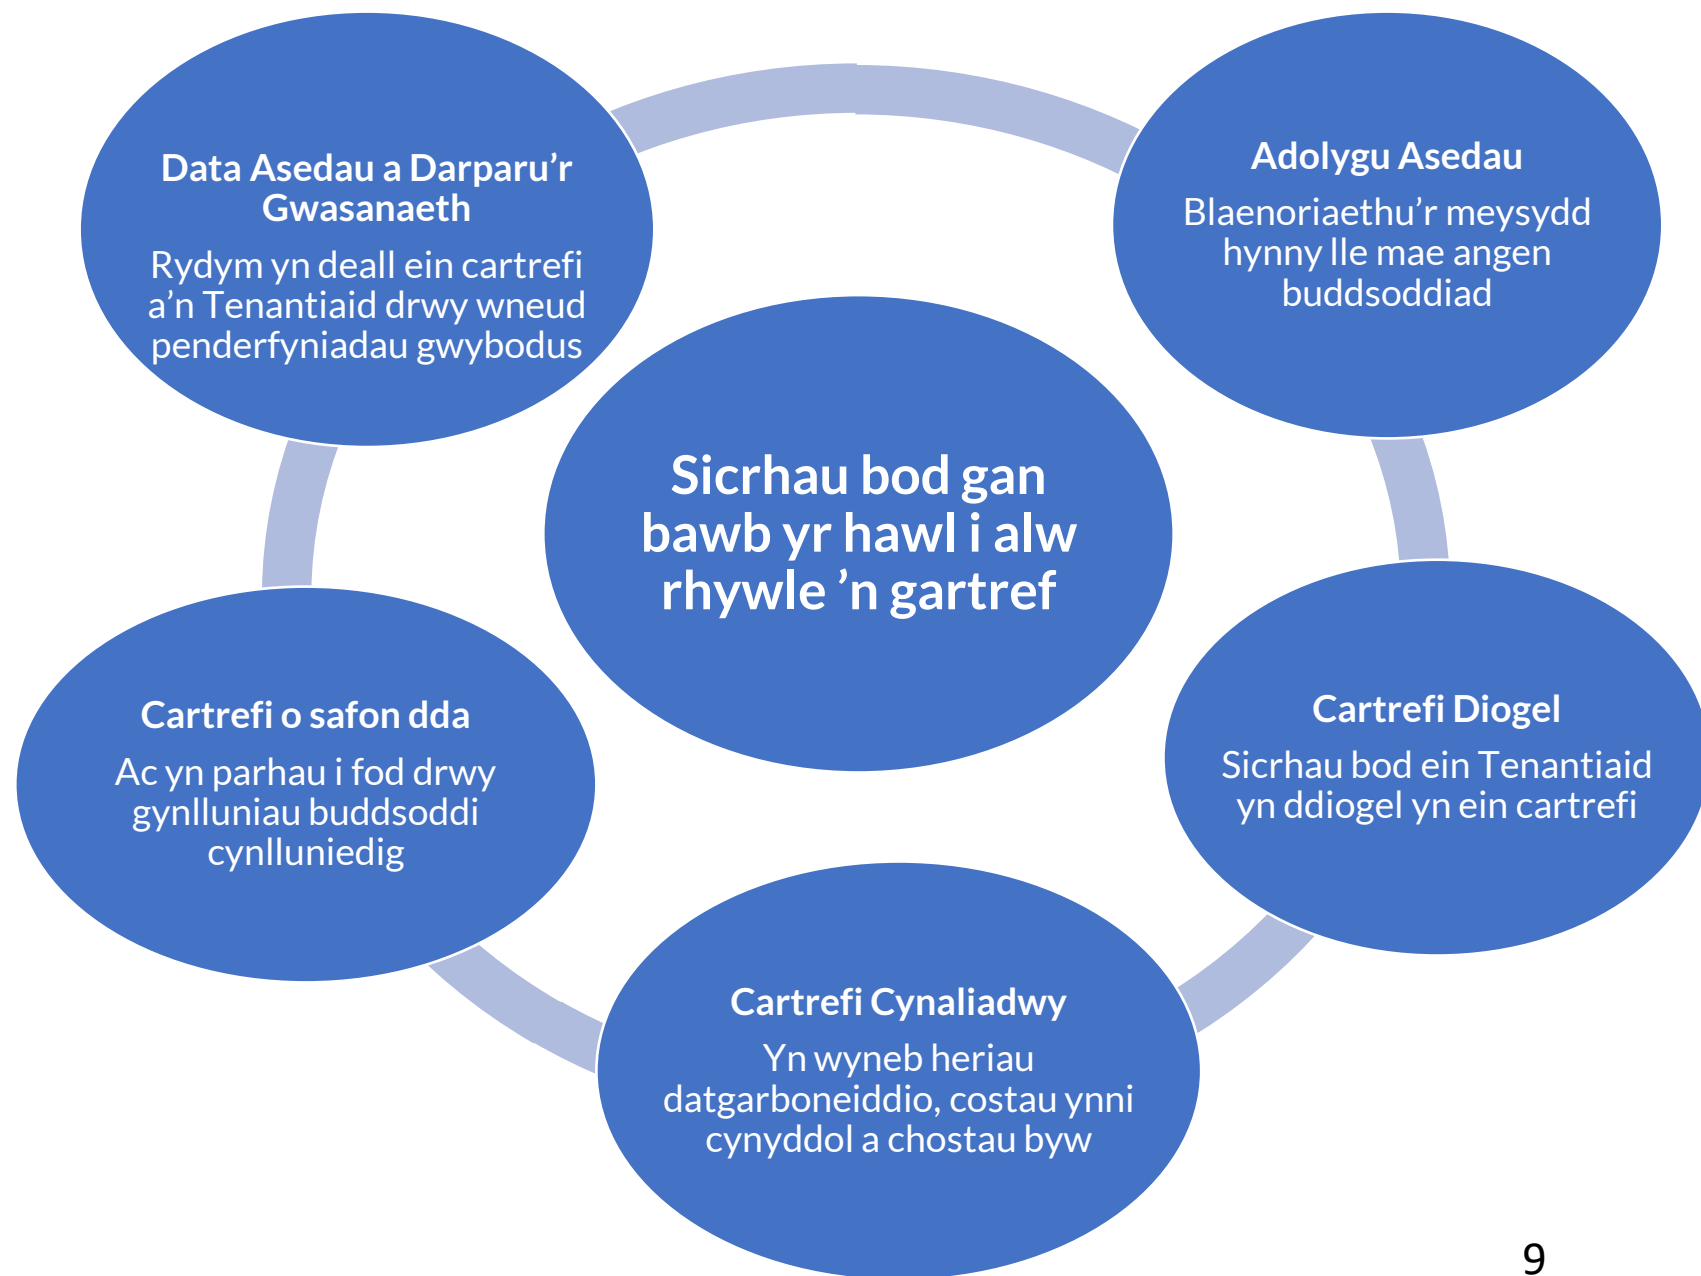 Data Asedau a Darparu’r
Gwasanaeth
Rydym yn deall ein cartrefi
a’n Tenantiaid drwy wneud
penderfyniadau gwybodus
Adolygu Asedau
Blaenoriaethu’r meysydd
hynny lle mae angen
buddsoddiad
Sicrhau bod gan
bawb yr hawl i alw
rhywle ’n gartref
Cartrefi o safon dda
Ac yn parhau i fod drwy
gynlluniau buddsoddi
cynlluniedig
Cartrefi Diogel
Sicrhau bod ein Tenantiaid
yn ddiogel yn ein cartrefi
Cartrefi Cynaliadwy
Yn wyneb heriau
datgarboneiddio, costau ynni
cynyddol a chostau byw
9